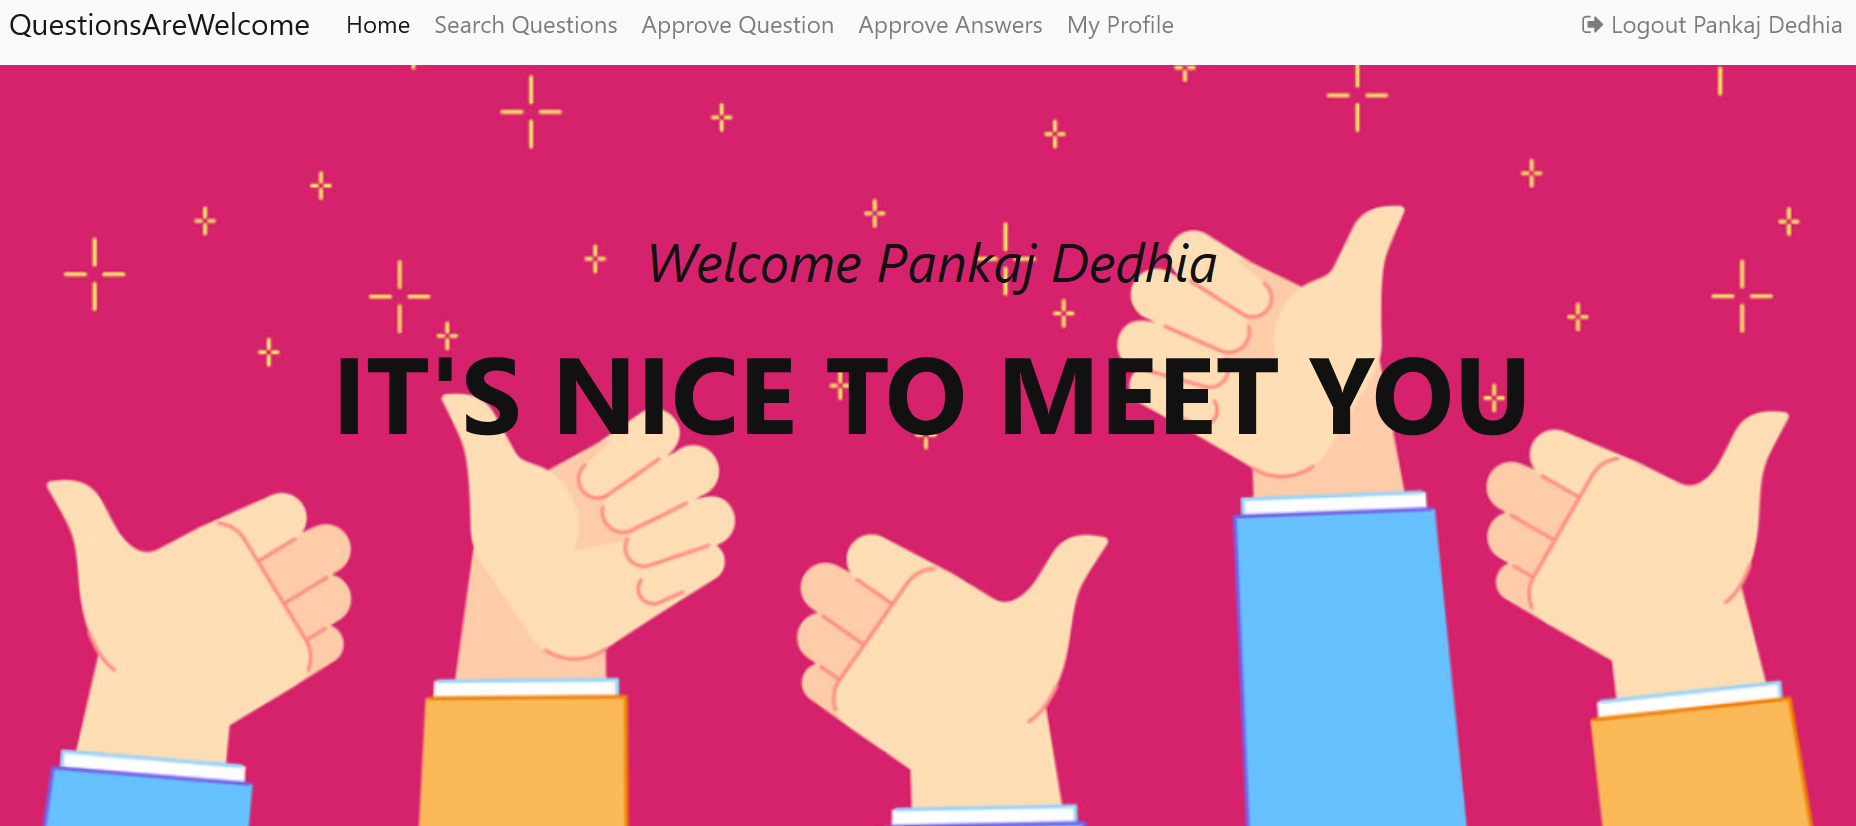 QuestionsAreWelcome Home Search Questions Approve Question Approve Answers My Profile Logout Pankaj Dedhia
Welcome Pankaj Dedhia
IT'S NICE TO MEET YOU